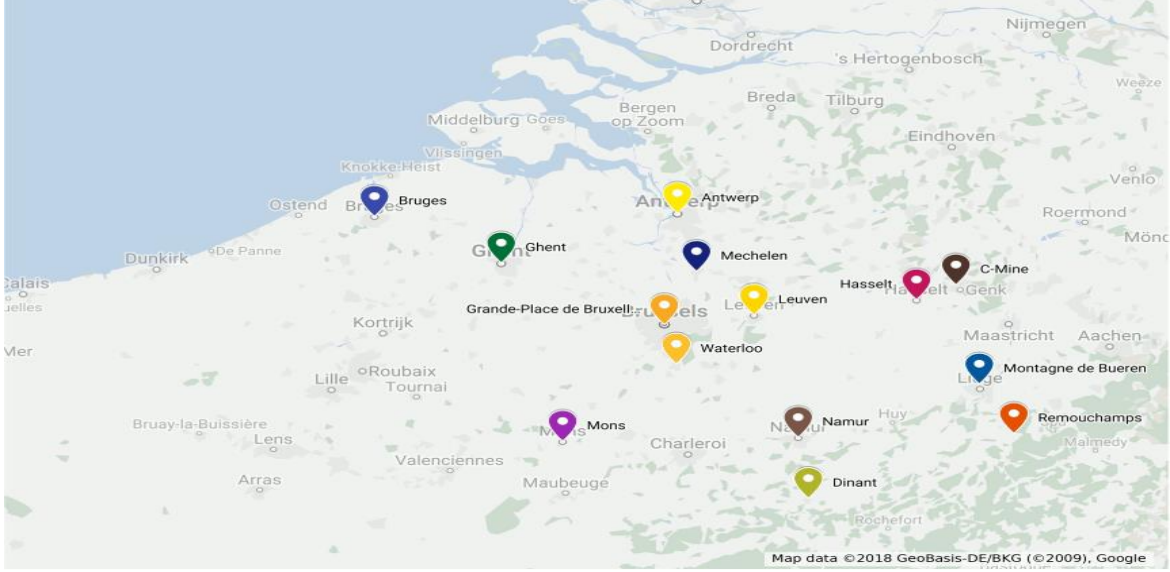 Nijmegen
Dordrecht
's Hertogenbosch
Weeze
Breda
Tilburg
Bergen
op Zoom
Middelburg
Goes
Eindhoven
Vlissingen
Knokke-Heist
Venlo
Ostend
Bruges
Bruges
Antwerp
Roermond
Ghent
Mechelen
De Panne
Dunkirk
C-Mine
Hasselt
Genk
Calais
Leuven
Grande-Place de Bruxell
Brussels
Kortrijk
Maastricht
Aachen
Waterloo
Montagne de Bueren
Liège
Roubaix
Lille
Tournai
Huy
Remouchamps
Namur
Mons
Bruay-la-Buissière
Lens
Charleroi
Malmedy
Valenciennes
Arras
Maubeuge
Dinant
Rochefort
Map data ©2018 GeoBasis-DE/BKG (©2009), Google